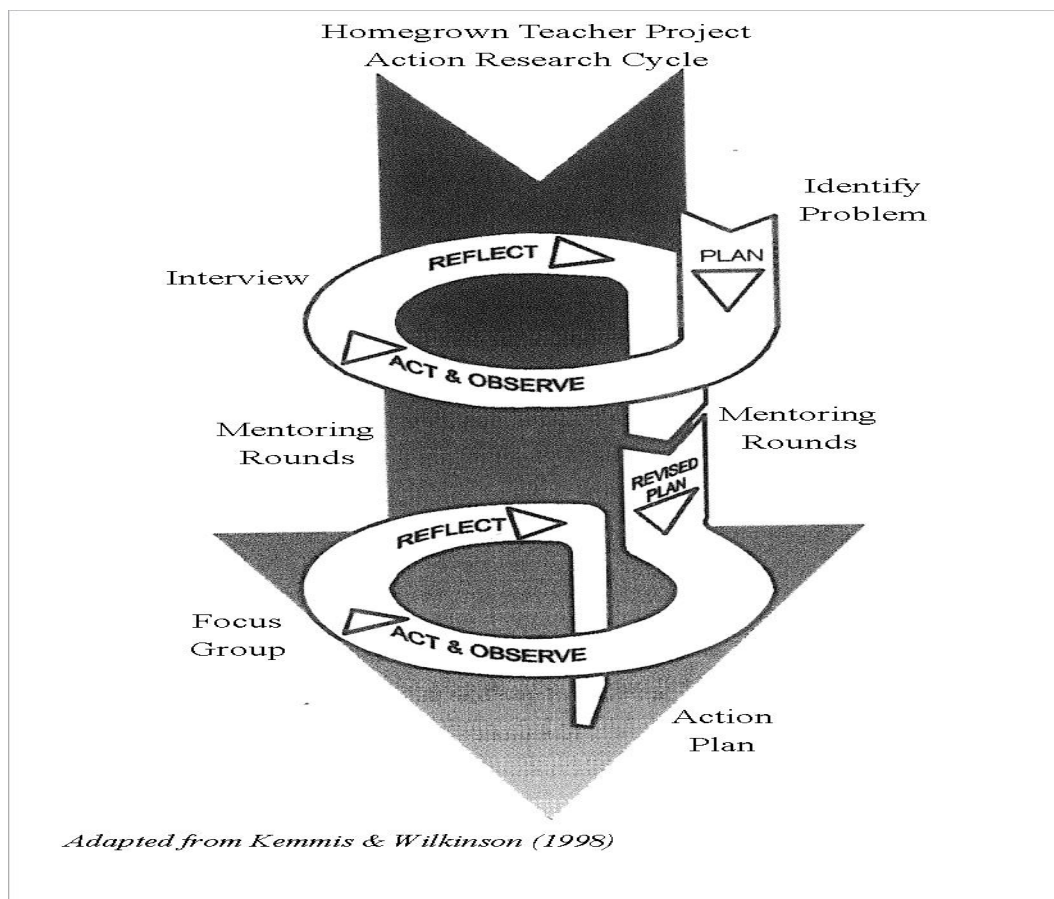 Homegrown Teacher Project
Action Research Cycle
Identify
Problem
PLAN
REFLECT
Interview
ACT & OBSERVE
Mentoring
Rounds
Mentoring
Rounds
REVISED
PLAN
REFLECT
Focus
Group
ACT & OBSERVE
Action
Plan
Adapted from Kemmis & Wilkinson (1998)